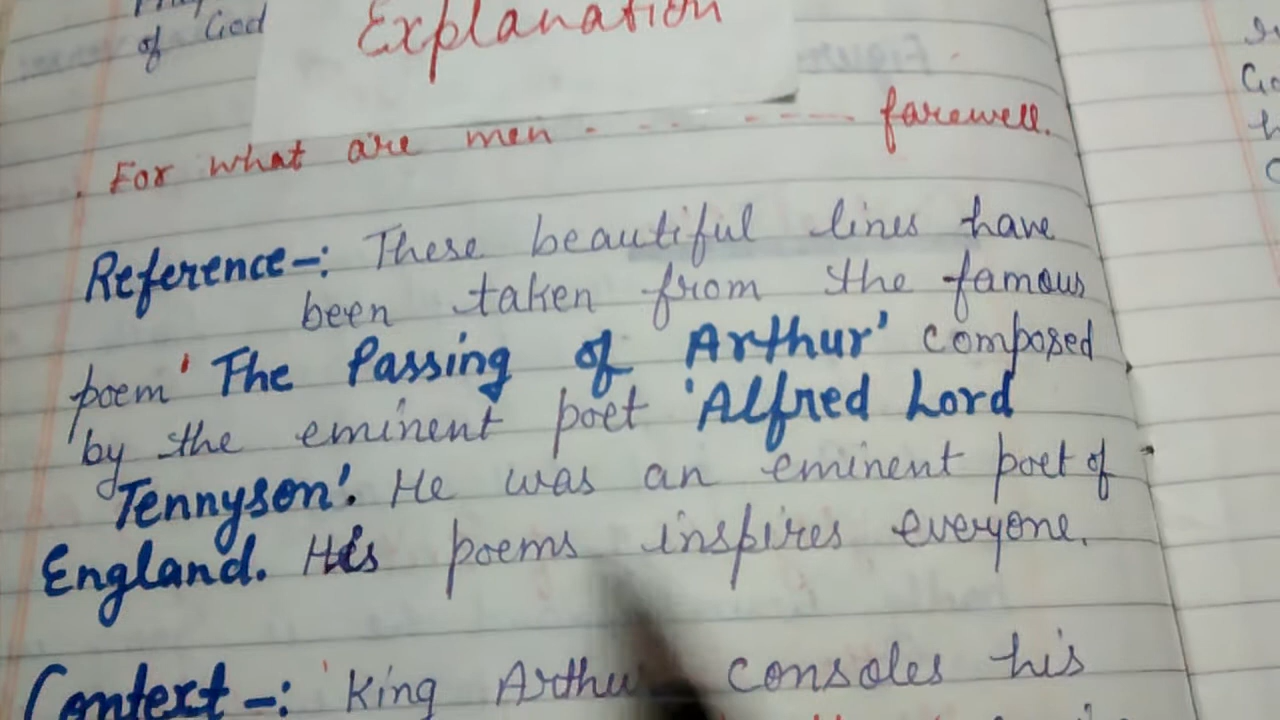 of God
Explanation
. For what are men - - - - - - - - farewell.
Reference-: These beautiful lines have
been taken from the famous
poem 'The Passing of Arthur' composed
by the eminent poet 'Alfred Lord
Tennyson'. He was an eminent poet of
England. His poems inspires everyone.
Context-: King Arthu consoles his